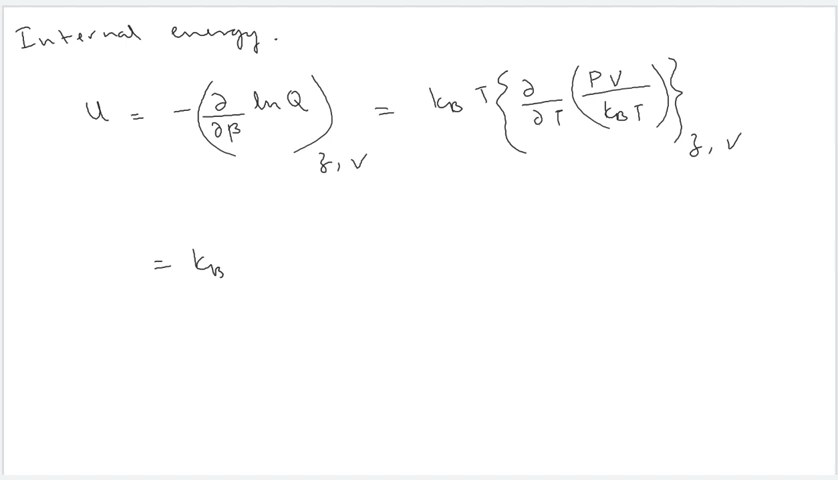 Internal energy.
U = -(∂/∂β ln Q)_{z, V} = k_B T {∂/∂T (PV/k_B T)}_{z, V}
= k_B